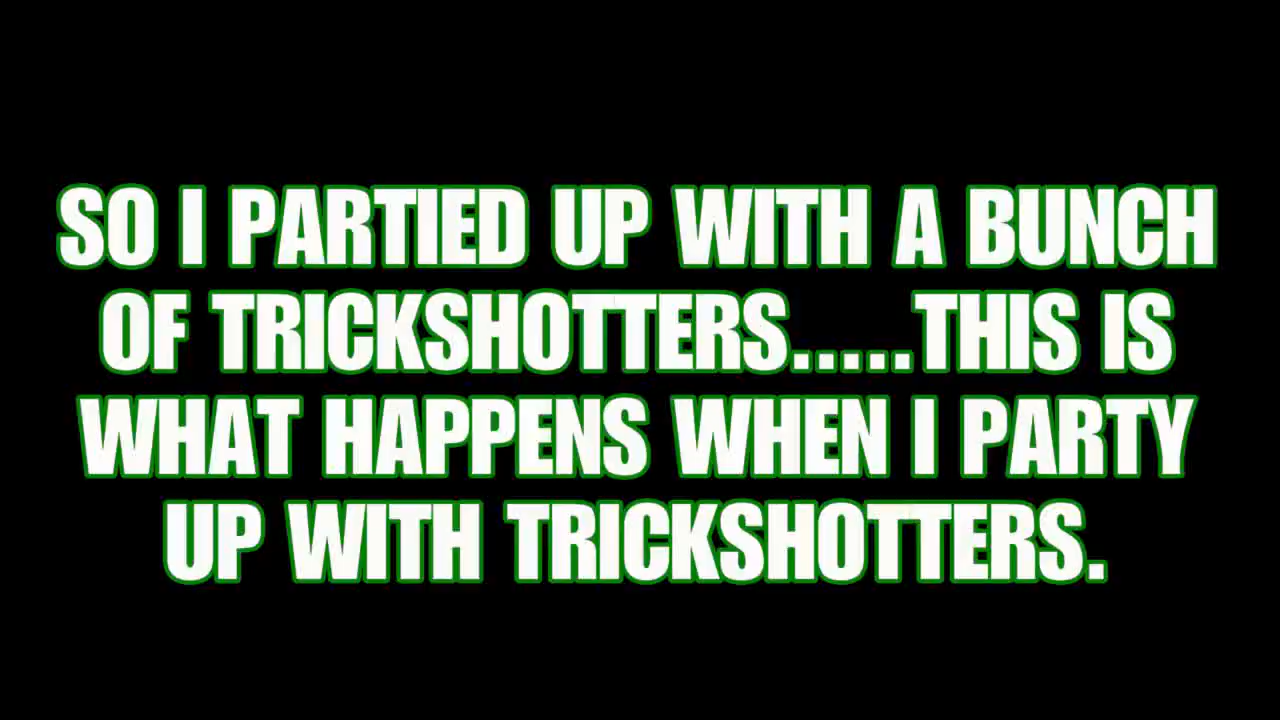 SO I PARTIED UP WITH A BUNCH
OF TRICKSHOTTERS.....THIS IS
WHAT HAPPENS WHEN I PARTY
UP WITH TRICKSHOTTERS.